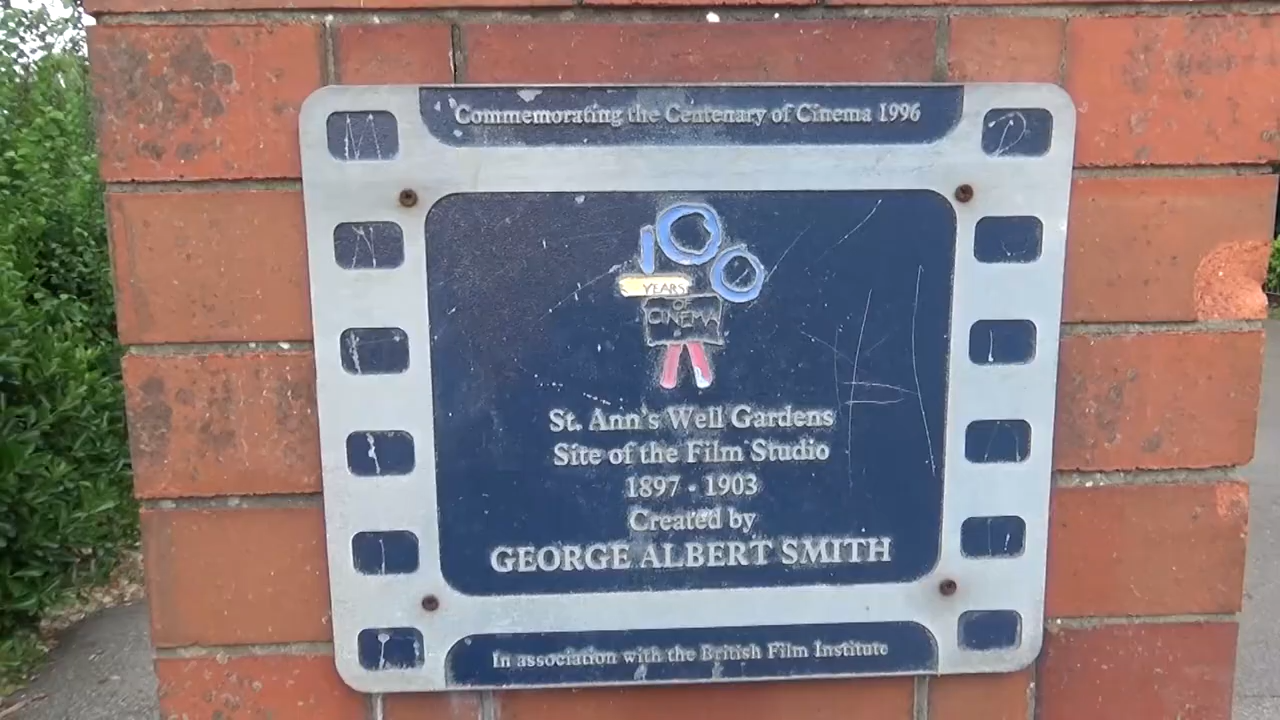 Commemorating the Centenary of Cinema 1996
100
YEARS
OF
CINEMA
St. Ann's Well Gardens
Site of the Film Studio
1897 - 1903
Created by
GEORGE ALBERT SMITH
In association with the British Film Institute